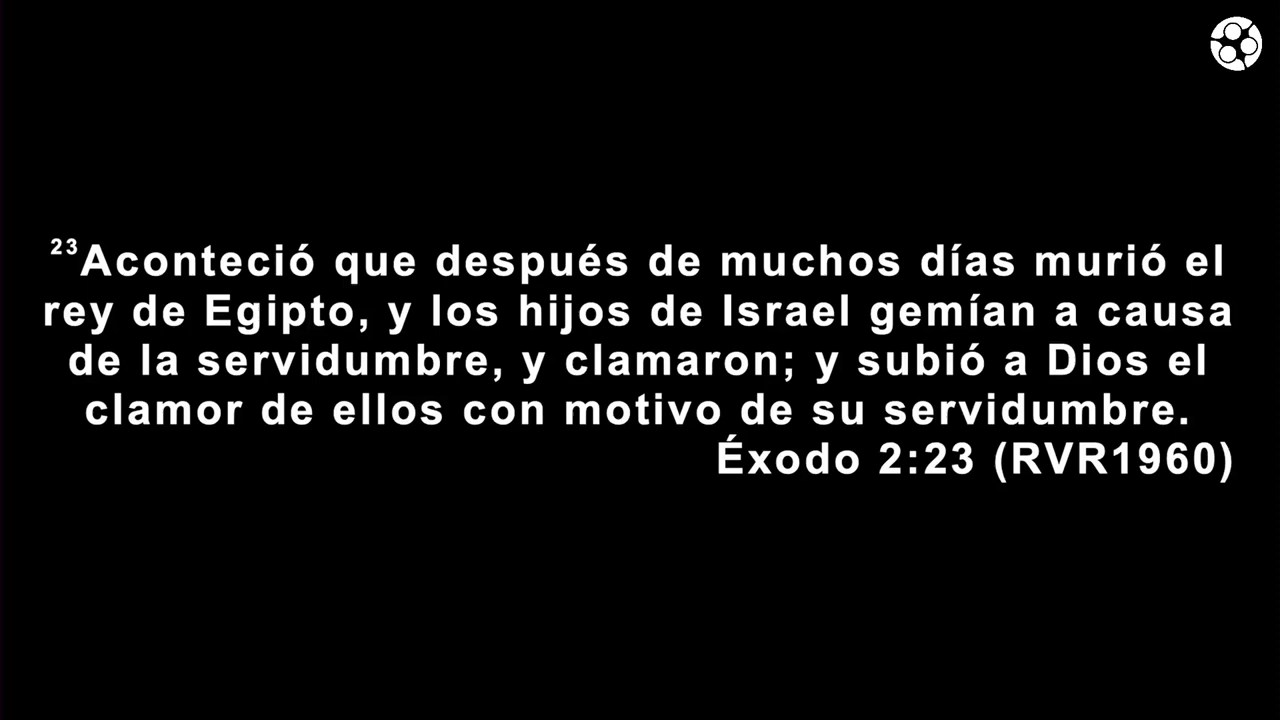 23Aconteció que después de muchos días murió el
rey de Egipto, y los hijos de Israel gemían a causa
de la servidumbre, y clamaron; y subió a Dios el
clamor de ellos con motivo de su servidumbre.
Éxodo 2:23 (RVR1960)